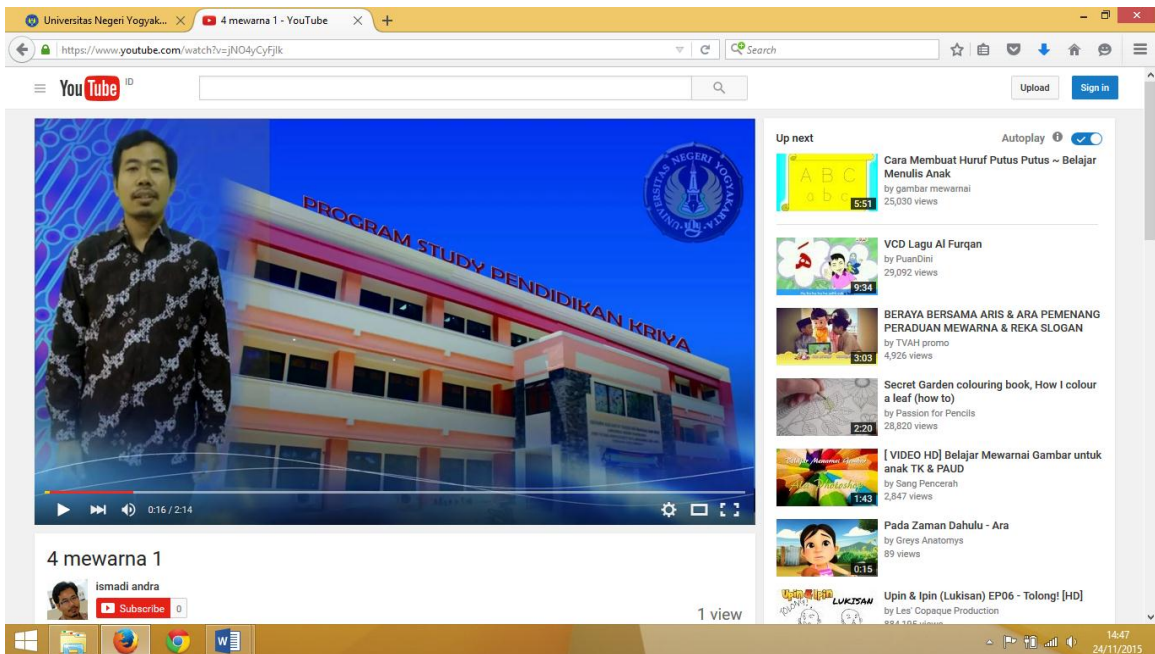 Universitas Negeri Yogyak...
4 mewarna 1 - YouTube
https://www.youtube.com/watch?v=jNO4yCyFjlk
Search
YouTube ID
Upload
Sign in
PROGRAM STUDY PENDIDIKAN KRIYA
UNIVERSITAS NEGERI YOGYAKARTA
0:16 / 2:14
4 mewarna 1
ismadi andra
Subscribe 0
1 view
Up next
Autoplay
A B C
a b c
5:51
Cara Membuat Huruf Putus Putus ~ Belajar
Menulis Anak
by gambar mewarnai
25,030 views
9:34
VCD Lagu Al Furqan
by PuanDini
29,092 views
3:03
BERAYA BERSAMA ARIS & ARA PEMENANG
PERADUAN MEWARNA & REKA SLOGAN
by TVAH promo
4,926 views
2:20
Secret Garden colouring book, How I colour
a leaf (how to)
by Passion for Pencils
28,820 views
1:43
[ VIDEO HD] Belajar Mewarnai Gambar untuk
anak TK & PAUD
by Sang Pencerah
2,847 views
0:15
Pada Zaman Dahulu - Ara
by Greys Anatomys
89 views
Upin & Ipin
LUKISAN
Upin & Ipin (Lukisan) EP06 - Tolong! [HD]
by Les' Copaque Production
14:47
24/11/2015